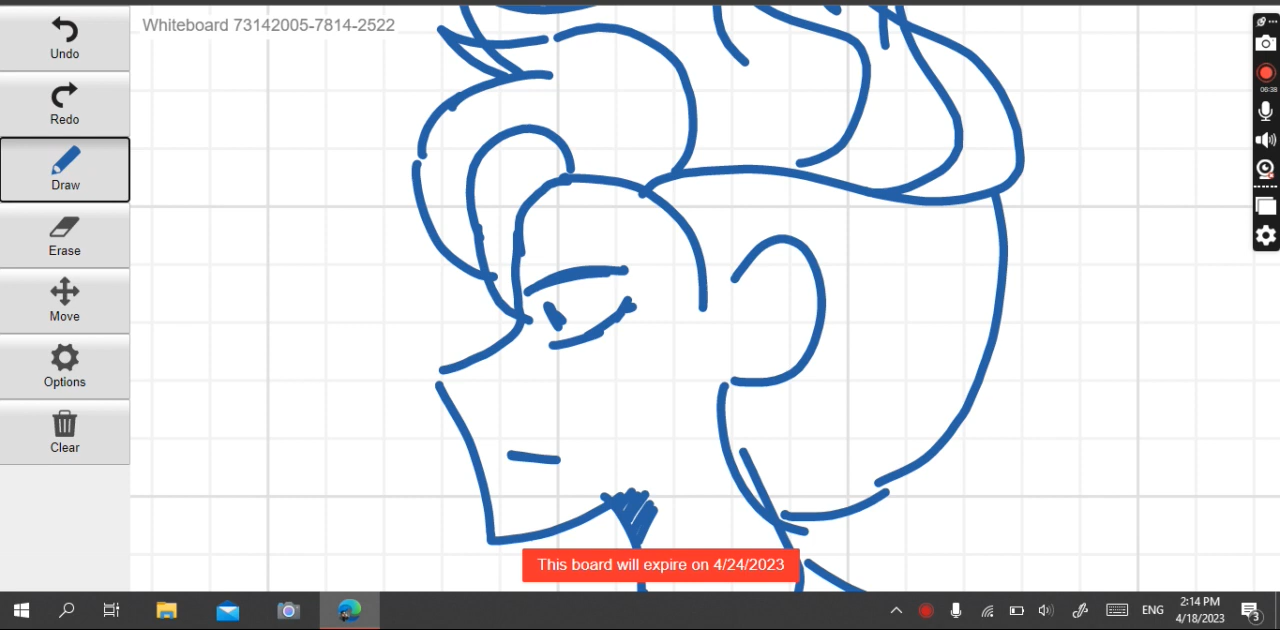 Whiteboard 73142005-7814-2522
Undo
Redo
Draw
Erase
Move
Options
Clear
06:38
This board will expire on 4/24/2023
ENG
2:14 PM
4/18/2023
3